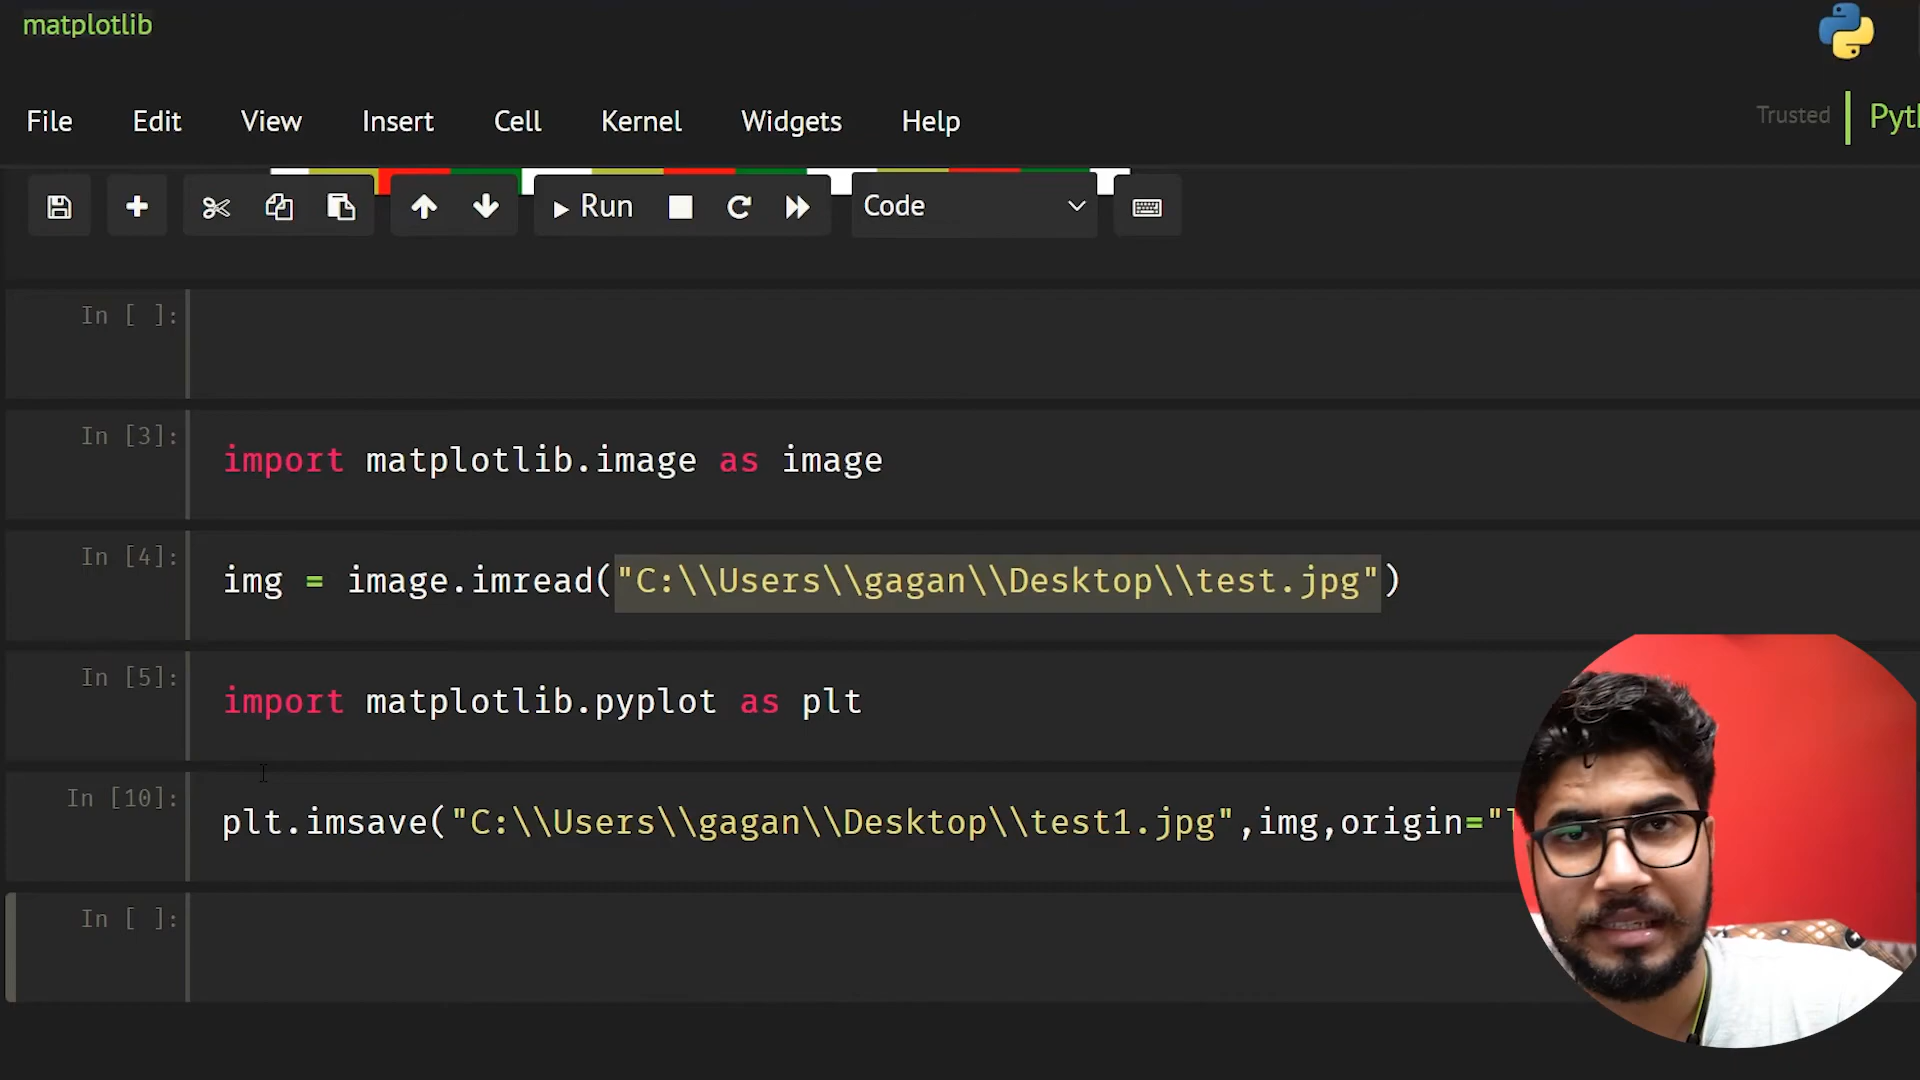 matplotlib
File Edit View Insert Cell Kernel Widgets Help
Trusted
Run Code
In [ ]:
In [3]: import matplotlib.image as image
In [4]: img = image.imread("C:\\Users\\gagan\\Desktop\\test.jpg")
In [5]: import matplotlib.pyplot as plt
In [10]: plt.imsave("C:\\Users\\gagan\\Desktop\\test1.jpg",img,origin="
In [ ]: